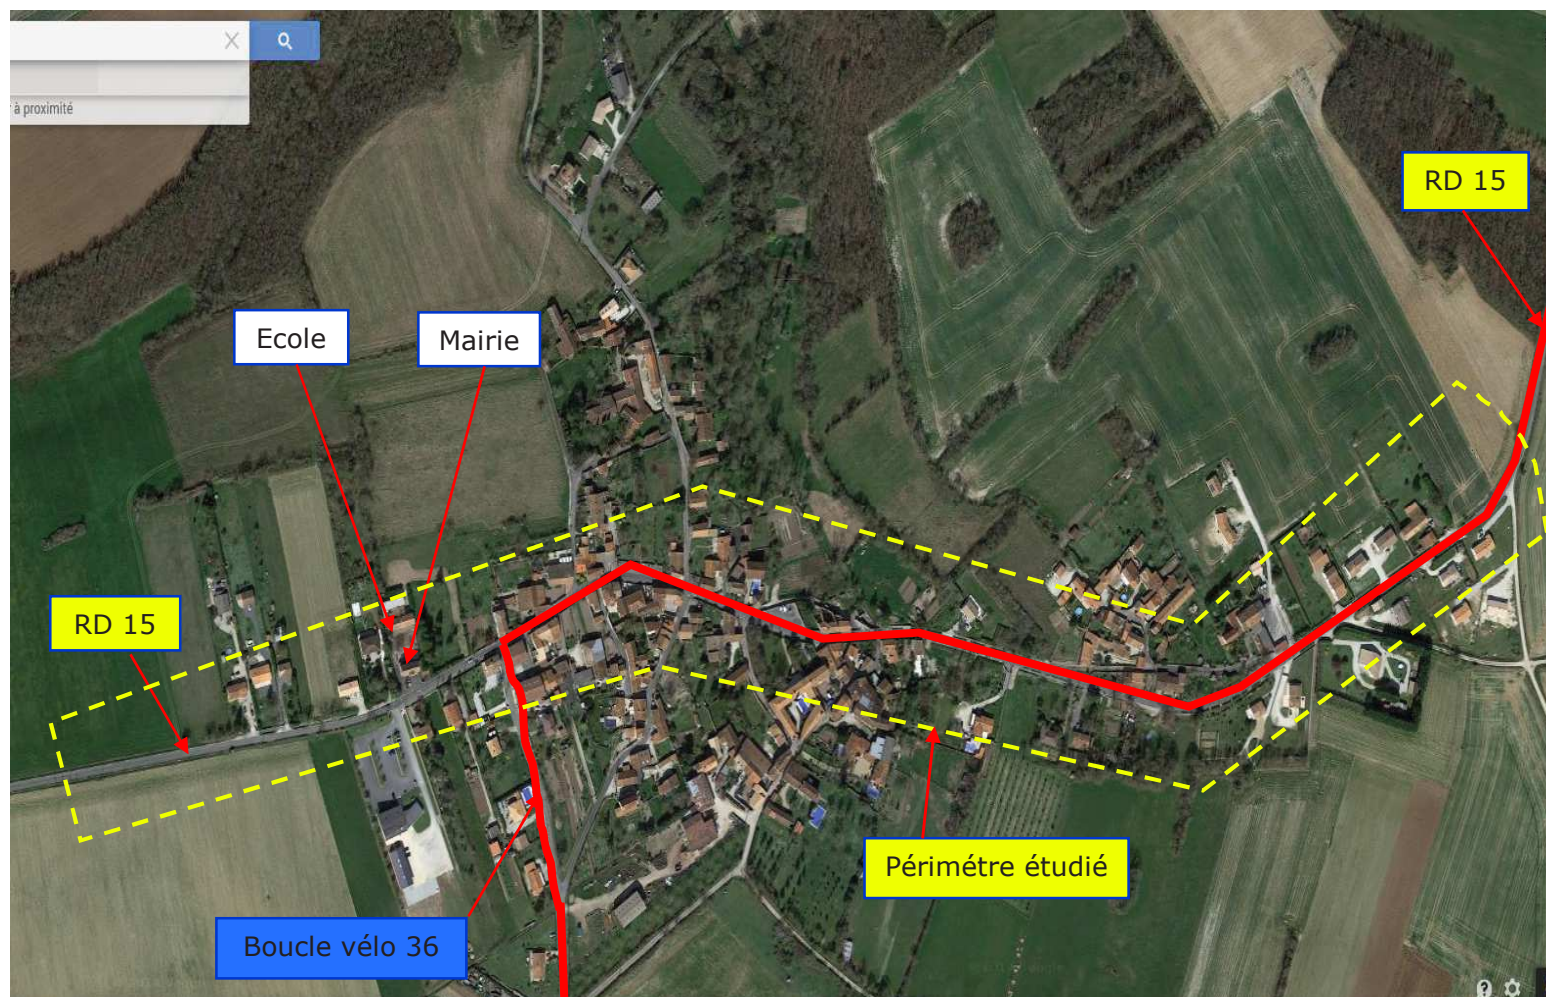 à proximité
RD 15
Ecole
Mairie
RD 15
Périmétre étudié
Boucle vélo 36
?